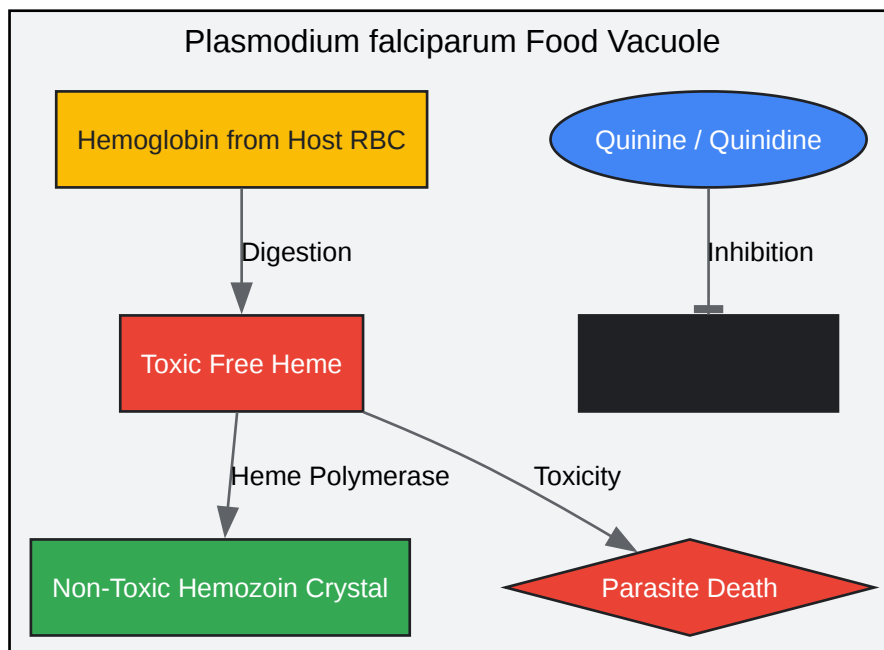 Plasmodium falciparum Food Vacuole
Hemoglobin from Host RBC
Quinine / Quinidine
Digestion
Inhibition
Toxic Free Heme
Heme Polymerase
Toxicity
Non-Toxic Hemozoin Crystal
Parasite Death